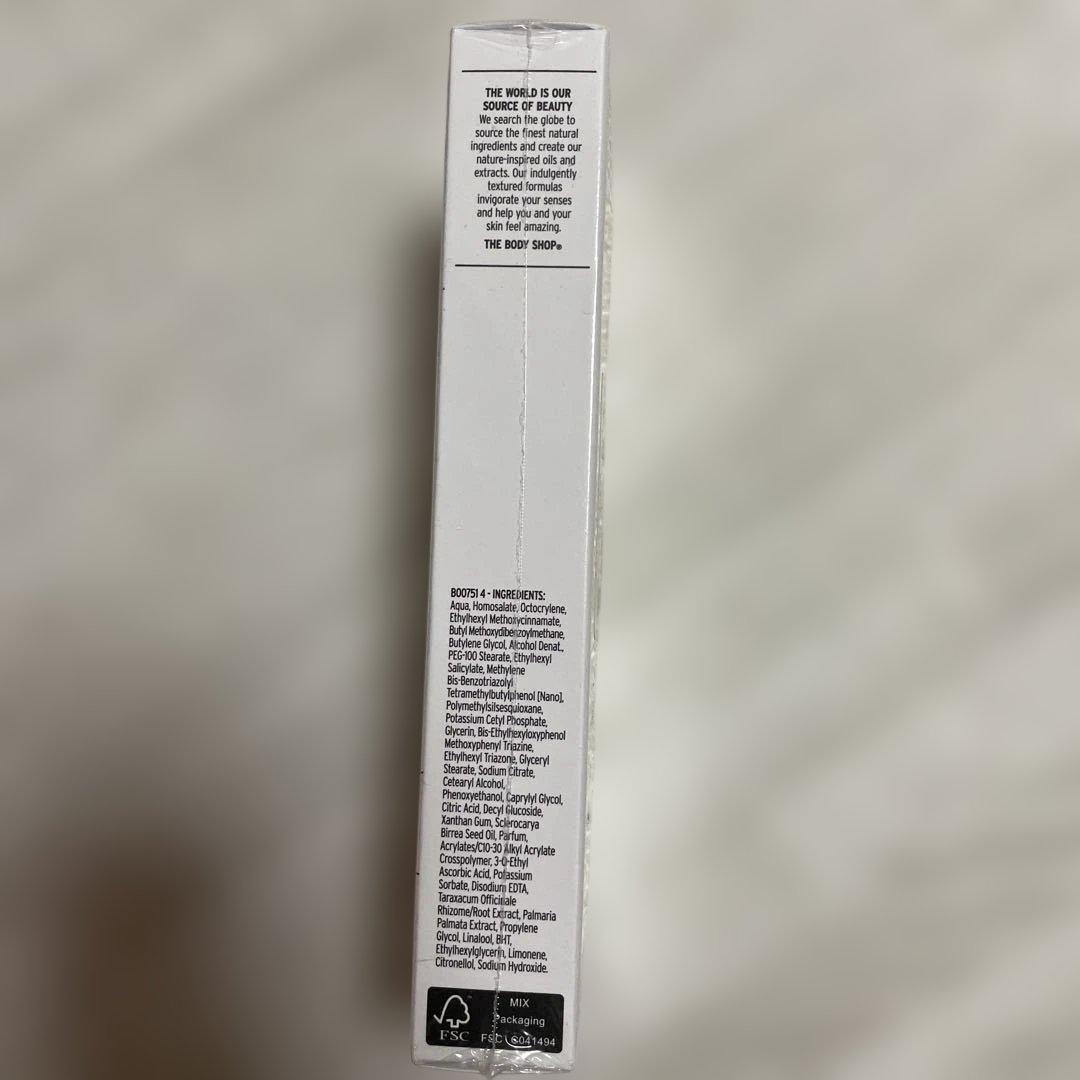 THE WORLD IS OUR
SOURCE OF BEAUTY
We search the globe to
source the finest natural
ingredients and create our
nature-inspired oils and
extracts. Our indulgently
textured formulas
invigorate your senses
and help you and your
skin feel amazing.
THE BODY SHOP®
B007514 - INGREDIENTS:
Aqua, Homosalate, Octocrylene,
Ethylhexyl Methoxycinnamate,
Butyl Methoxydibenzoylmethane,
Butylene Glycol, Alcohol Denat.,
PEG-100 Stearate, Ethylhexyl
Salicylate, Methylene
Bis-Benzotriazolyl
Tetramethylbutylphenol [Nano],
Polymethylsilsesquioxane,
Potassium Cetyl Phosphate,
Glycerin, Bis-Ethylhexyloxyphenol
Methoxyphenyl Triazine,
Ethylhexyl Triazone, Glyceryl
Stearate, Sodium Citrate,
Cetearyl Alcohol,
Phenoxyethanol, Caprylyl Glycol,
Citric Acid, Decyl Glucoside,
Xanthan Gum, Sclerocarya
Birrea Seed Oil, Parfum,
Acrylates/C10-30 Alkyl Acrylate
Crosspolymer, 3-O-Ethyl
Ascorbic Acid, Potassium
Sorbate, Disodium EDTA,
Taraxacum Officinale
Rhizome/Root Extract, Palmaria
Palmata Extract, Propylene
Glycol, Linalool, BHT,
Ethylhexylglycerin, Limonene,
Citronellol, Sodium Hydroxide.
MIX
Packaging
FSC FSC C041494